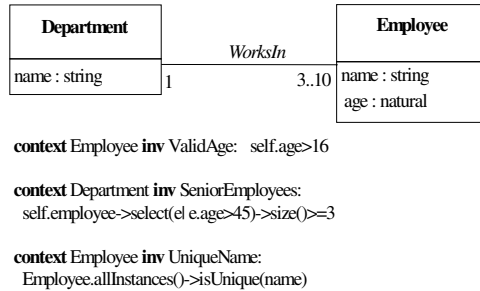 Department
Employee
WorksIn
name : string
1
3..10
name : string
age : natural
context Employee inv ValidAge: self.age>16
context Department inv SeniorEmployees:
self.employee->select(e| e.age>45)->size()>=3
context Employee inv UniqueName:
Employee.allInstances()->isUnique(name)